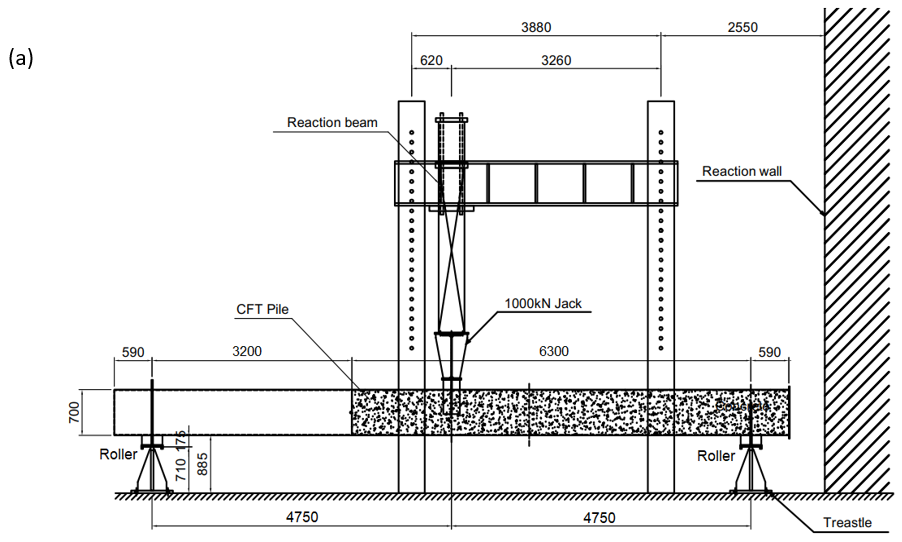 3880
2550
(a)
620
3260
Reaction beam
Reaction wall
CFT Pile
1000kN Jack
590
3200
6300
590
700
175
Roller
710
885
Roller
4750
4750
Treastle